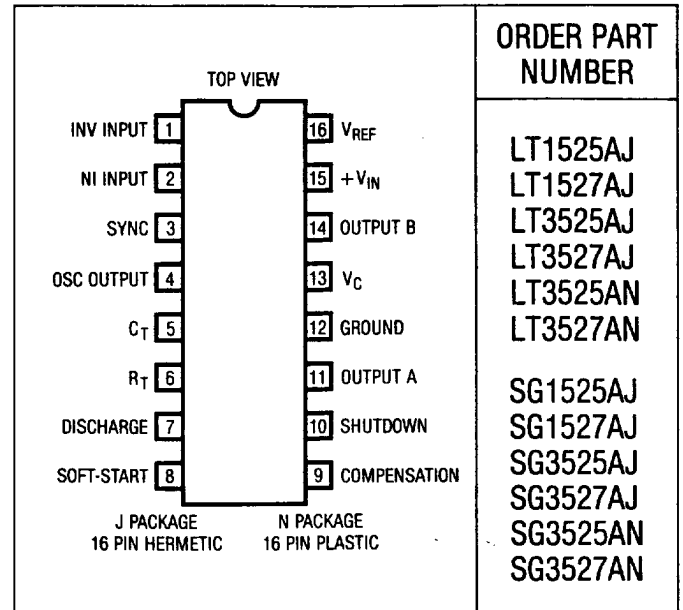 TOP VIEW
INV INPUT 1
NI INPUT 2
SYNC 3
OSC OUTPUT 4
CT 5
RT 6
DISCHARGE 7
SOFT-START 8
16 VREF
15 +VIN
14 OUTPUT B
13 VC
12 GROUND
11 OUTPUT A
10 SHUTDOWN
9 COMPENSATION
J PACKAGE
16 PIN HERMETIC
N PACKAGE
16 PIN PLASTIC
ORDER PART
NUMBER
LT1525AJ
LT1527AJ
LT3525AJ
LT3527AJ
LT3525AN
LT3527AN
SG1525AJ
SG1527AJ
SG3525AJ
SG3527AJ
SG3525AN
SG3527AN